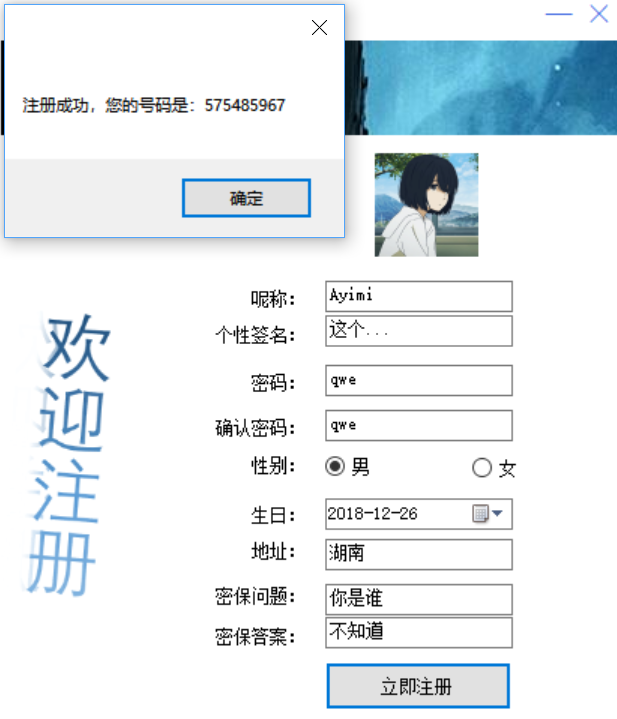 注册成功，您的号码是：575485967
确定
欢迎注册
昵称： Ayimi
个性签名： 这个...
密码： qwe
确认密码： qwe
性别： 男 女
生日： 2018-12-26
地址： 湖南
密保问题： 你是谁
密保答案： 不知道
立即注册